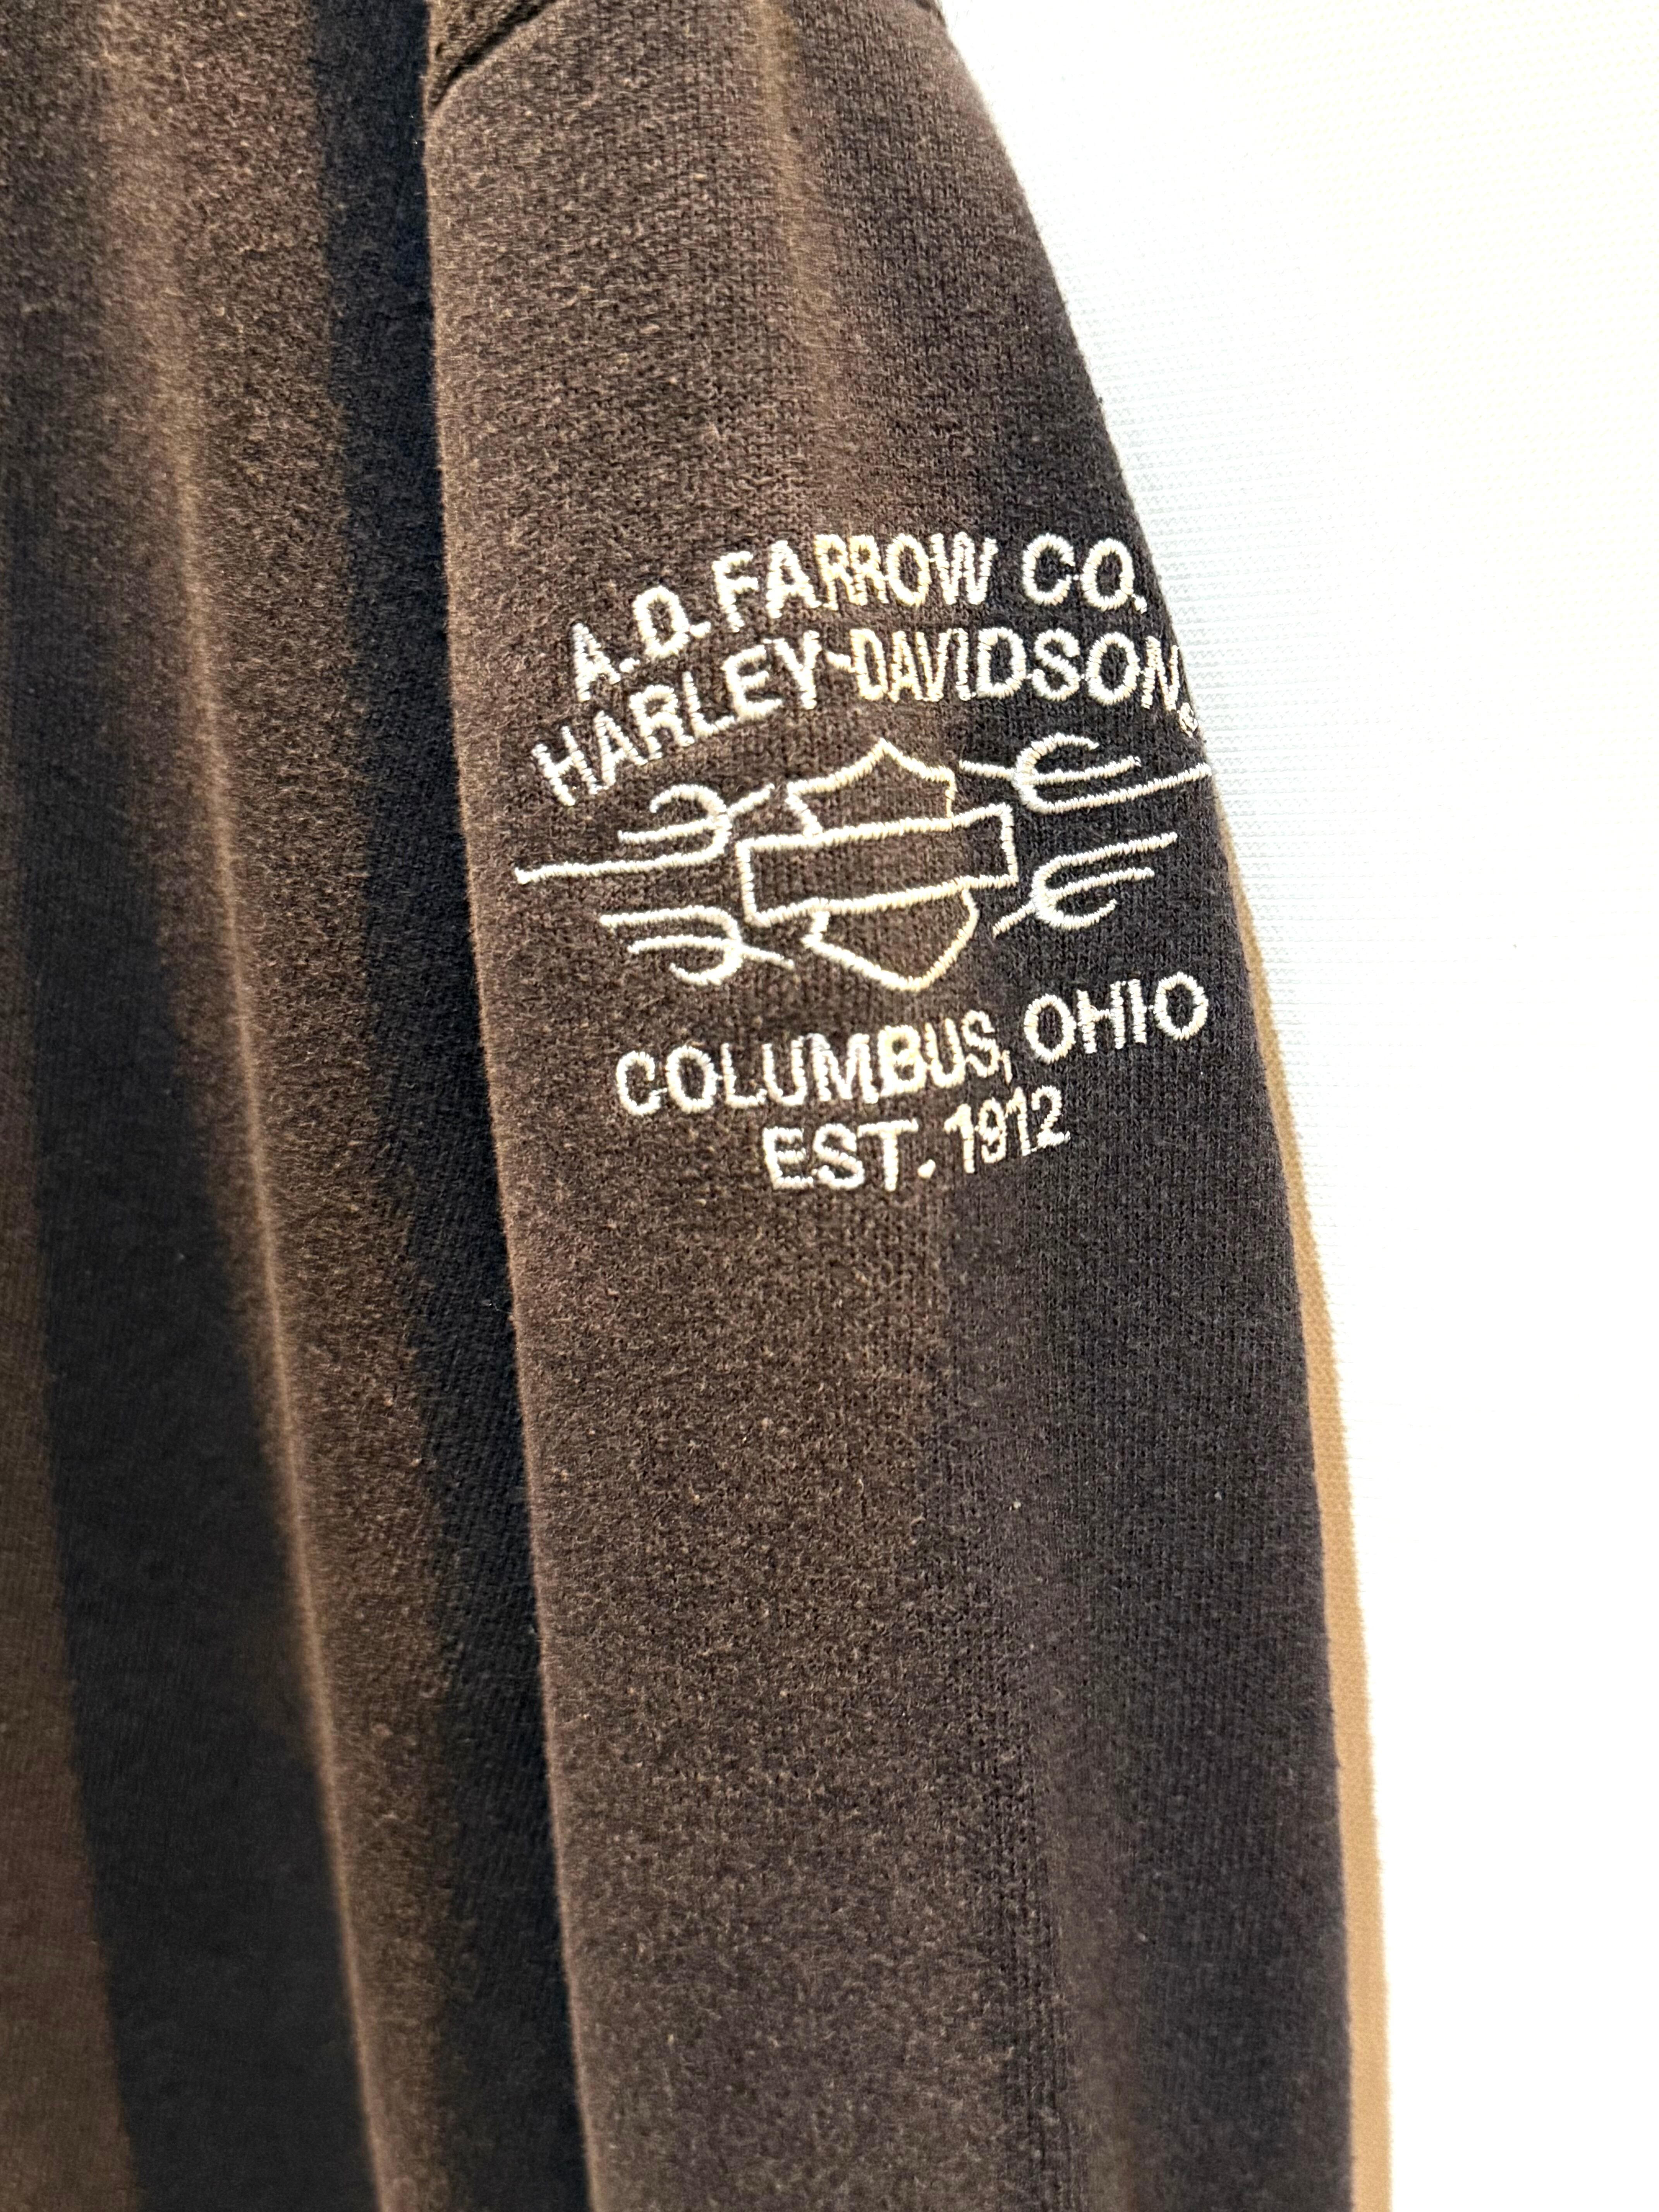 A.D. FARROW CO.
HARLEY-DAVIDSON®
COLUMBUS, OHIO
EST. 1912